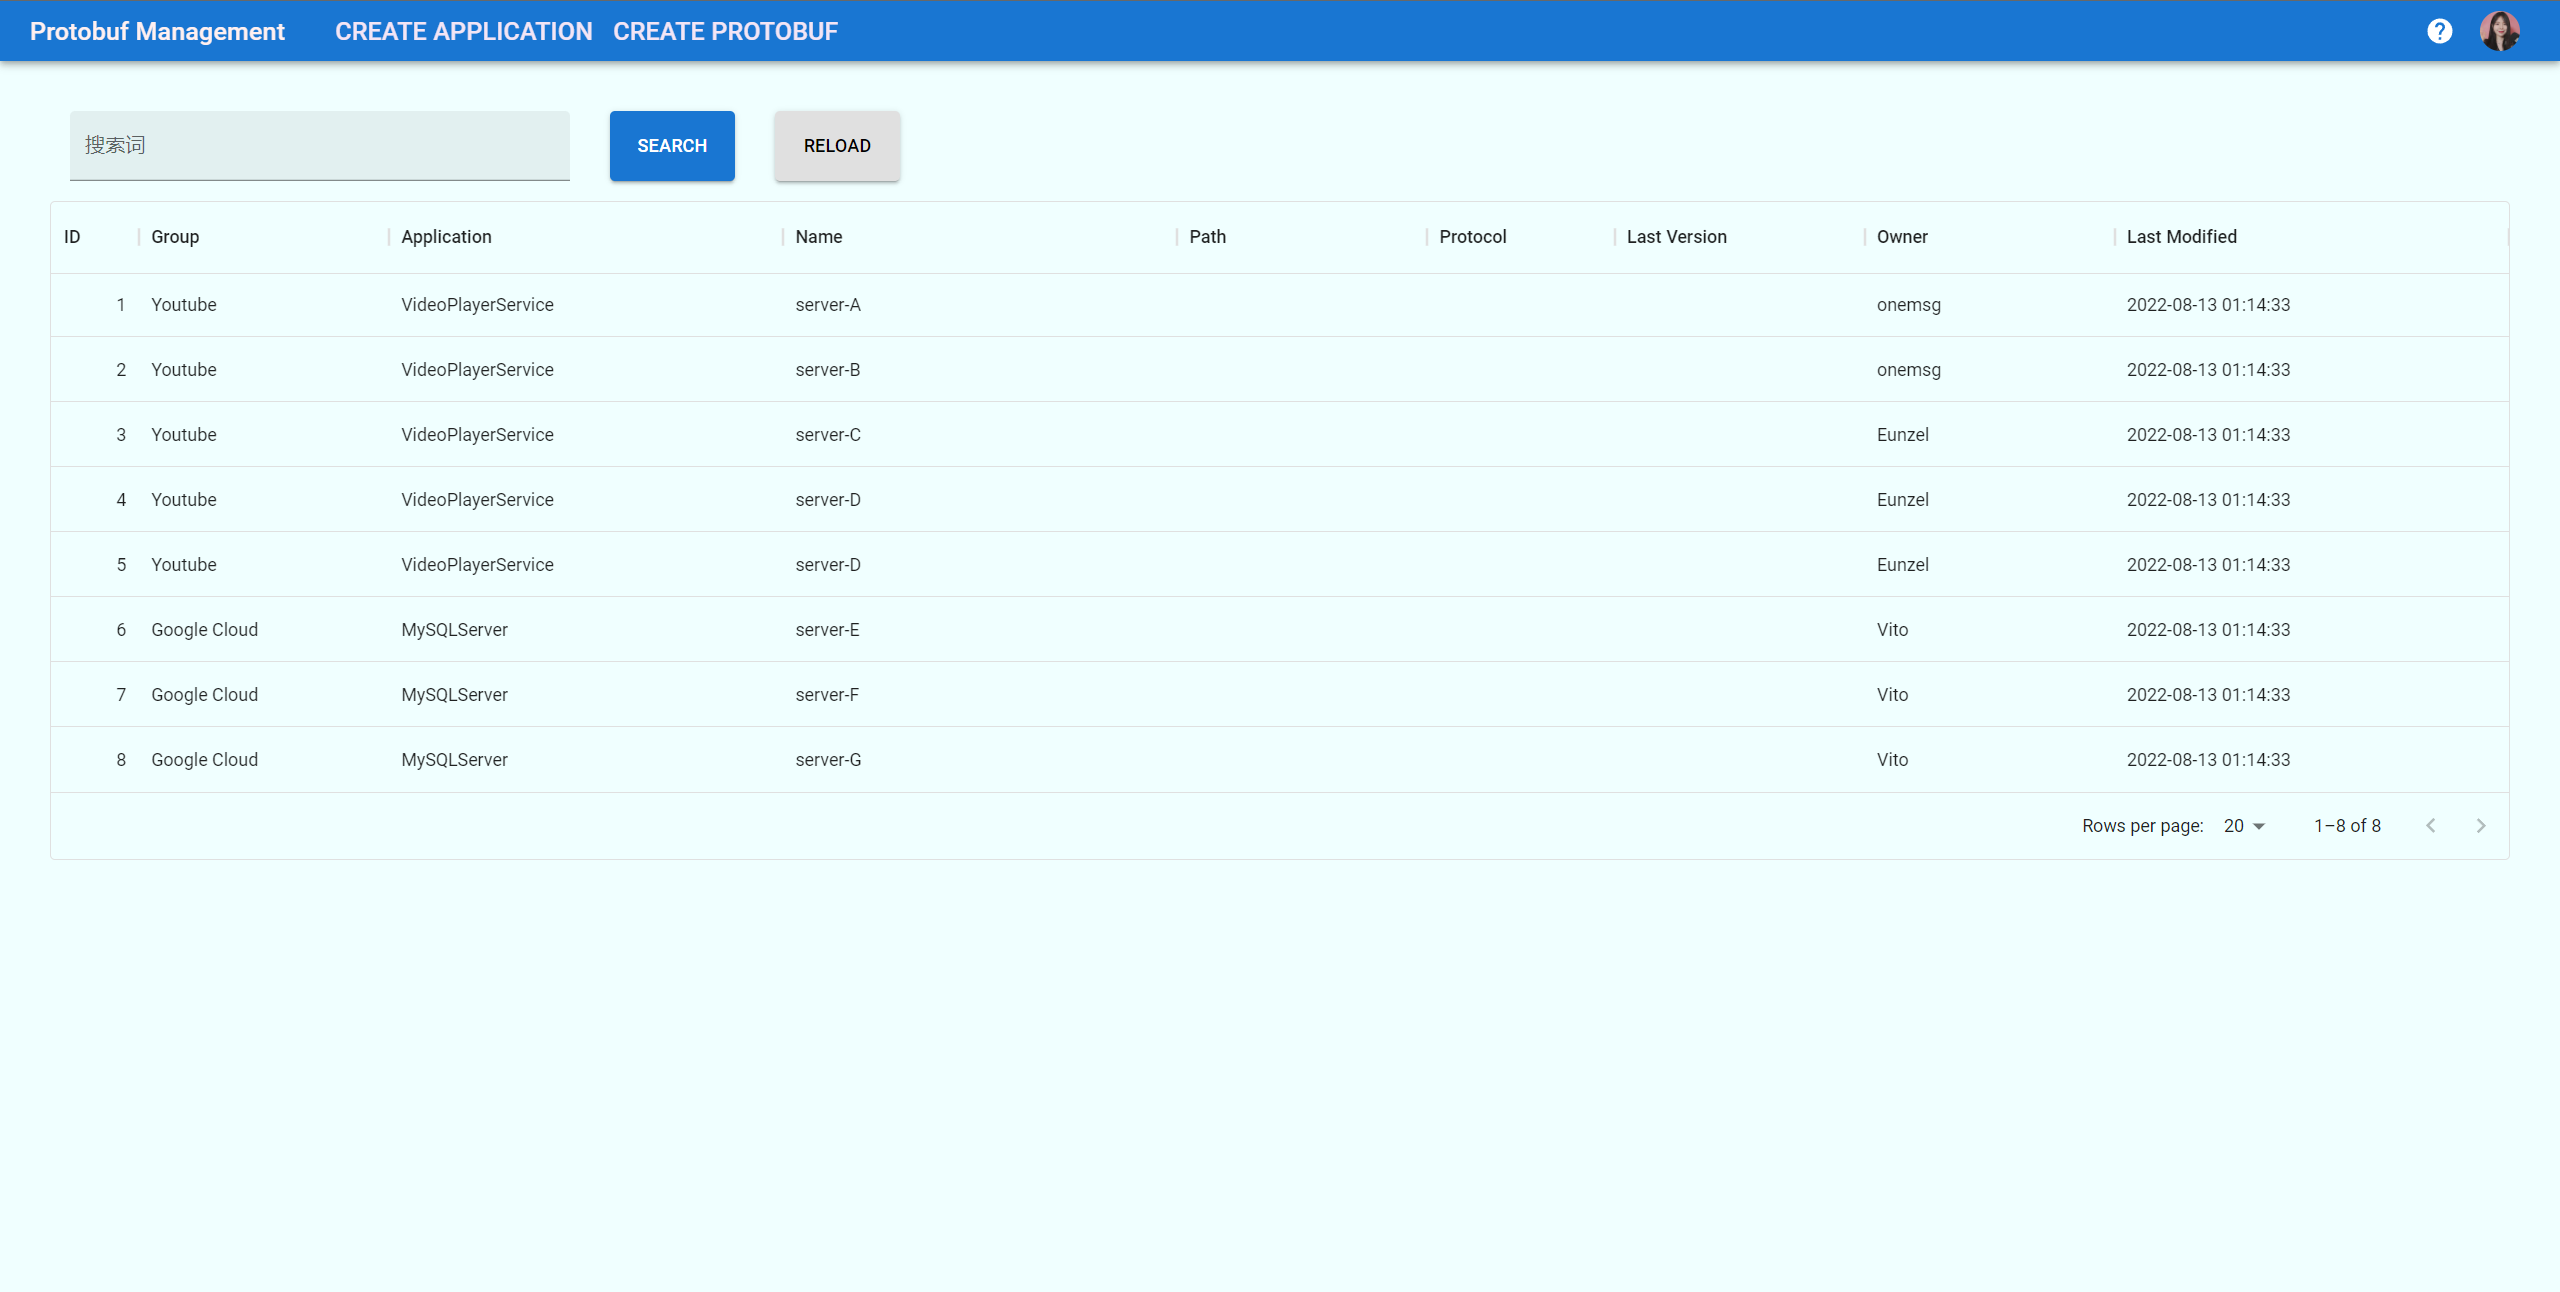 Protobuf Management CREATE APPLICATION CREATE PROTOBUF
搜索词 SEARCH RELOAD
ID Group Application Name Path Protocol Last Version Owner Last Modified
1 Youtube VideoPlayerService server-A onemsg 2022-08-13 01:14:33
2 Youtube VideoPlayerService server-B onemsg 2022-08-13 01:14:33
3 Youtube VideoPlayerService server-C Eunzel 2022-08-13 01:14:33
4 Youtube VideoPlayerService server-D Eunzel 2022-08-13 01:14:33
5 Youtube VideoPlayerService server-D Eunzel 2022-08-13 01:14:33
6 Google Cloud MySQLServer server-E Vito 2022-08-13 01:14:33
7 Google Cloud MySQLServer server-F Vito 2022-08-13 01:14:33
8 Google Cloud MySQLServer server-G Vito 2022-08-13 01:14:33
Rows per page: 20 1–8 of 8